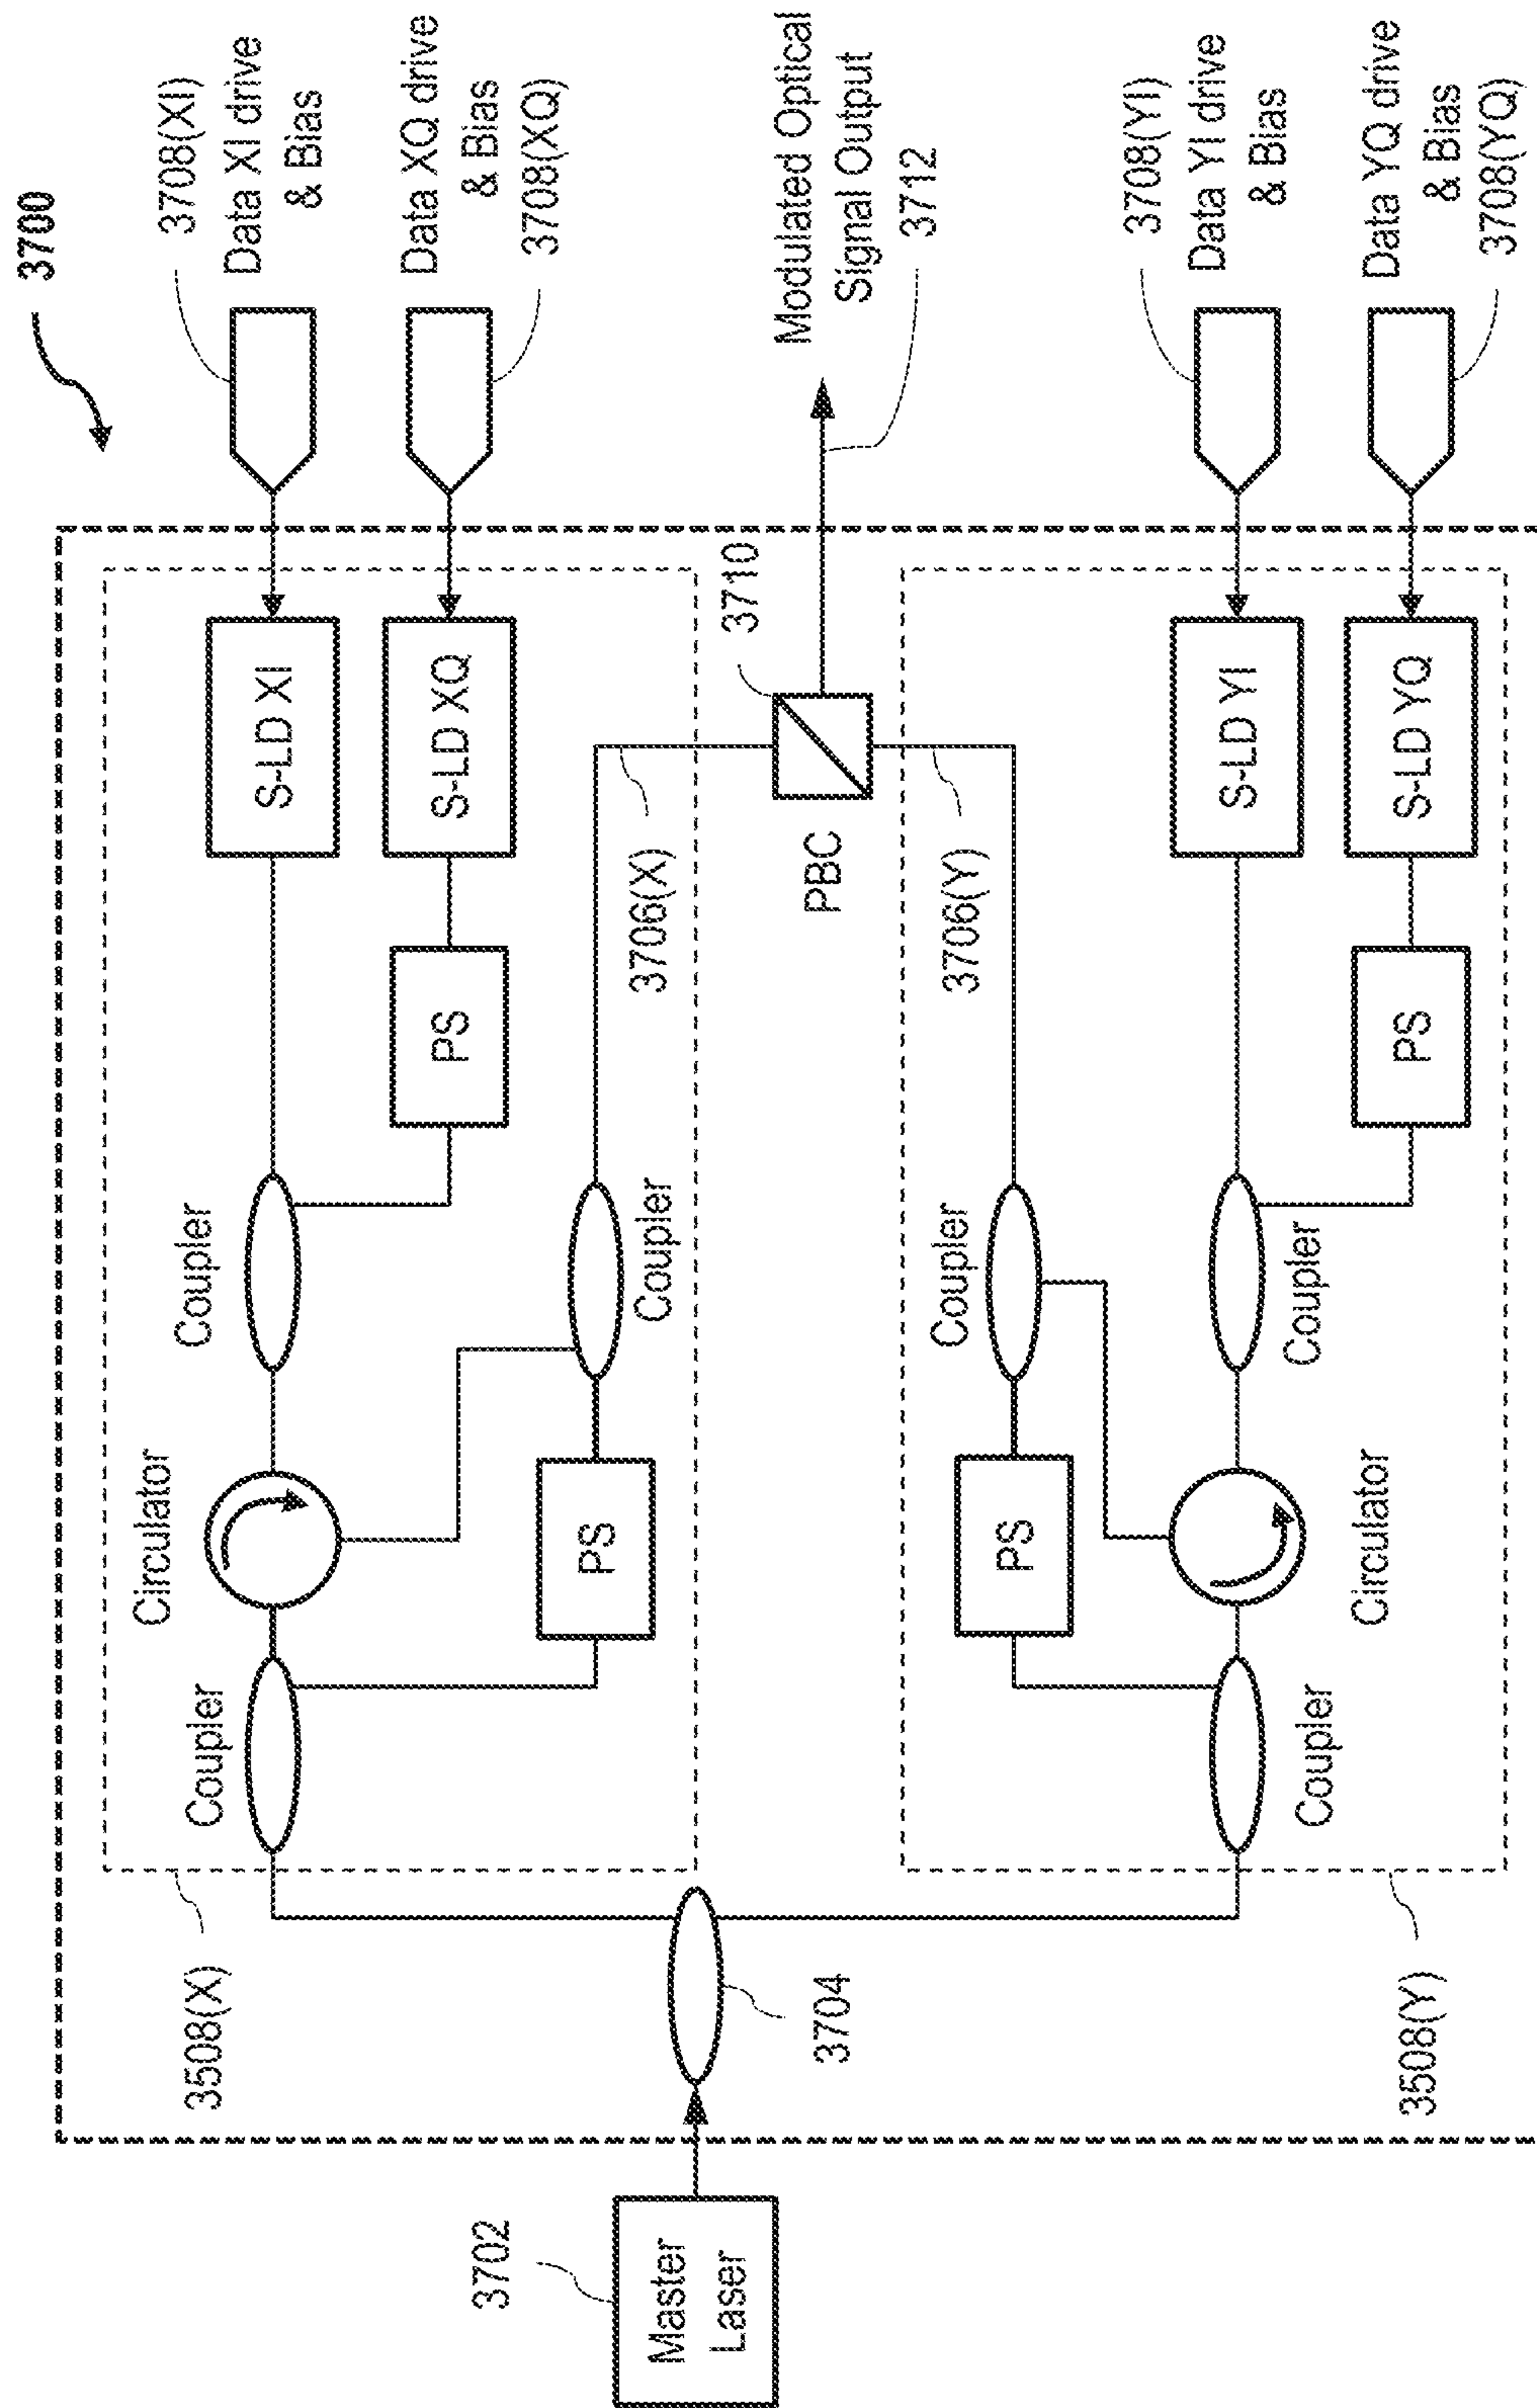 3700
3708(XI)
Data XI drive
& Bias
Data XQ drive
& Bias
3708(XQ)
S-LD XI
S-LD XQ
PS
Coupler
Circulator
Coupler
Coupler
PS
3508(X)
3706(X)
3710
PBC
Modulated Optical
Signal Output
3712
3704
3702
Master
Laser
3706(Y)
Coupler
PS
Coupler
Circulator
Coupler
S-LD YI
S-LD YQ
PS
3508(Y)
3708(YI)
Data YI drive
& Bias
Data YQ drive
& Bias
3708(YQ)